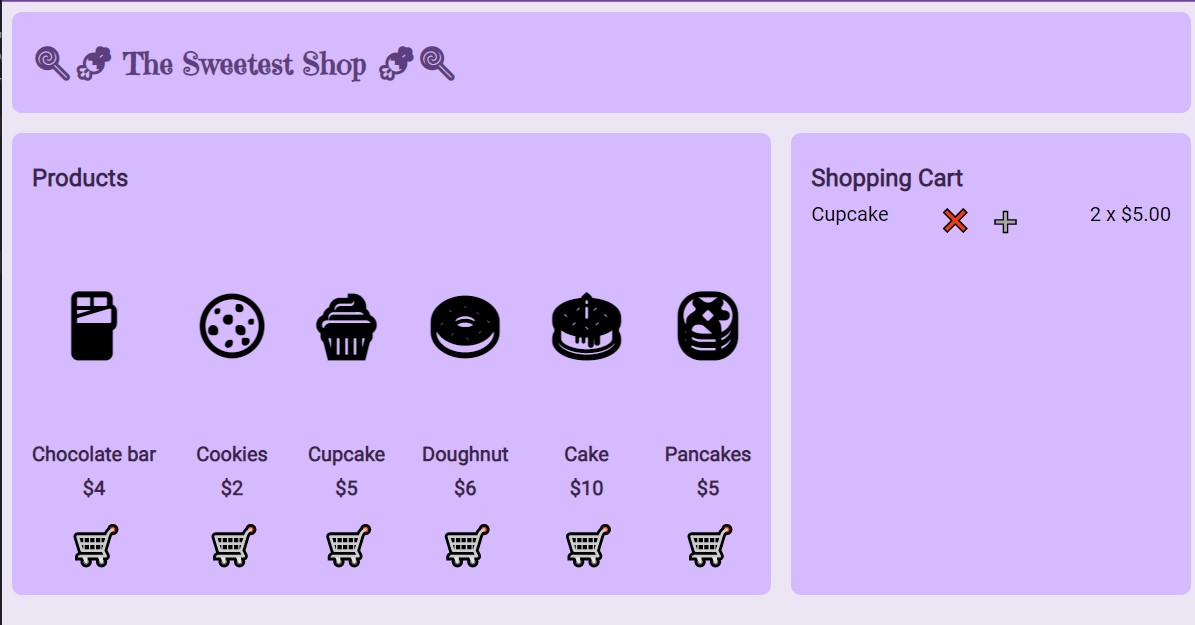 The Sweetest Shop
Products
Chocolate bar Cookies Cupcake Doughnut Cake Pancakes
$4 $2 $5 $6 $10 $5
Shopping Cart
Cupcake 2 x $5.00